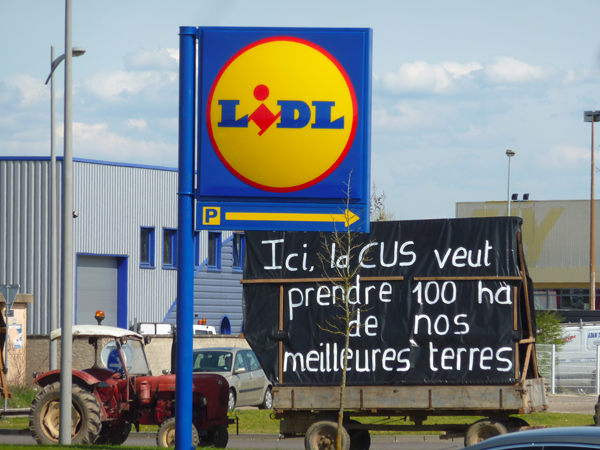 LiDL
P
Ici, la CUS veut
prendre 100 ha
de nos
meilleures terres